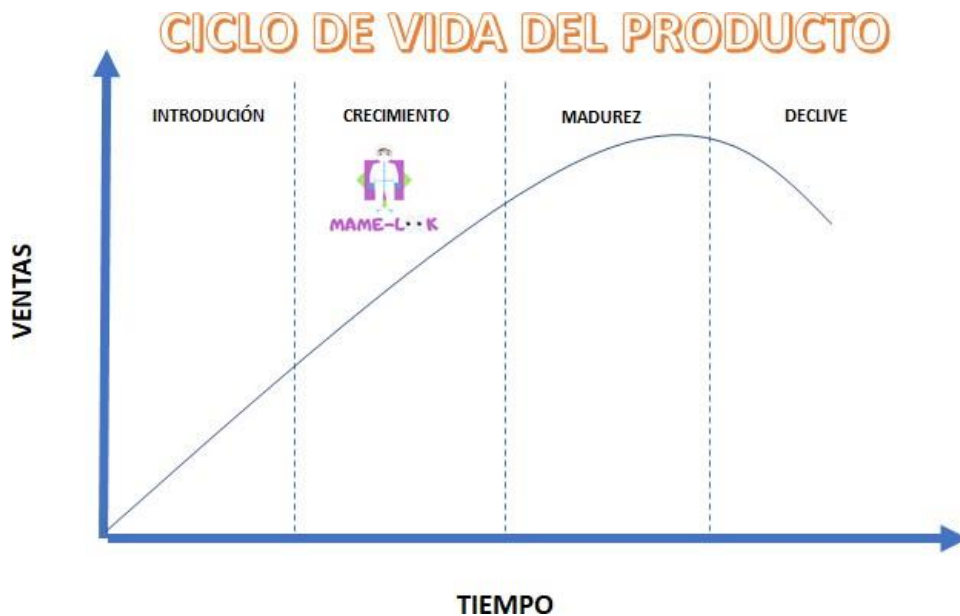 CICLO DE VIDA DEL PRODUCTO
INTRODUCIÓN CRECIMIENTO MADUREZ DECLIVE
MAME-L••K
VENTAS
TIEMPO